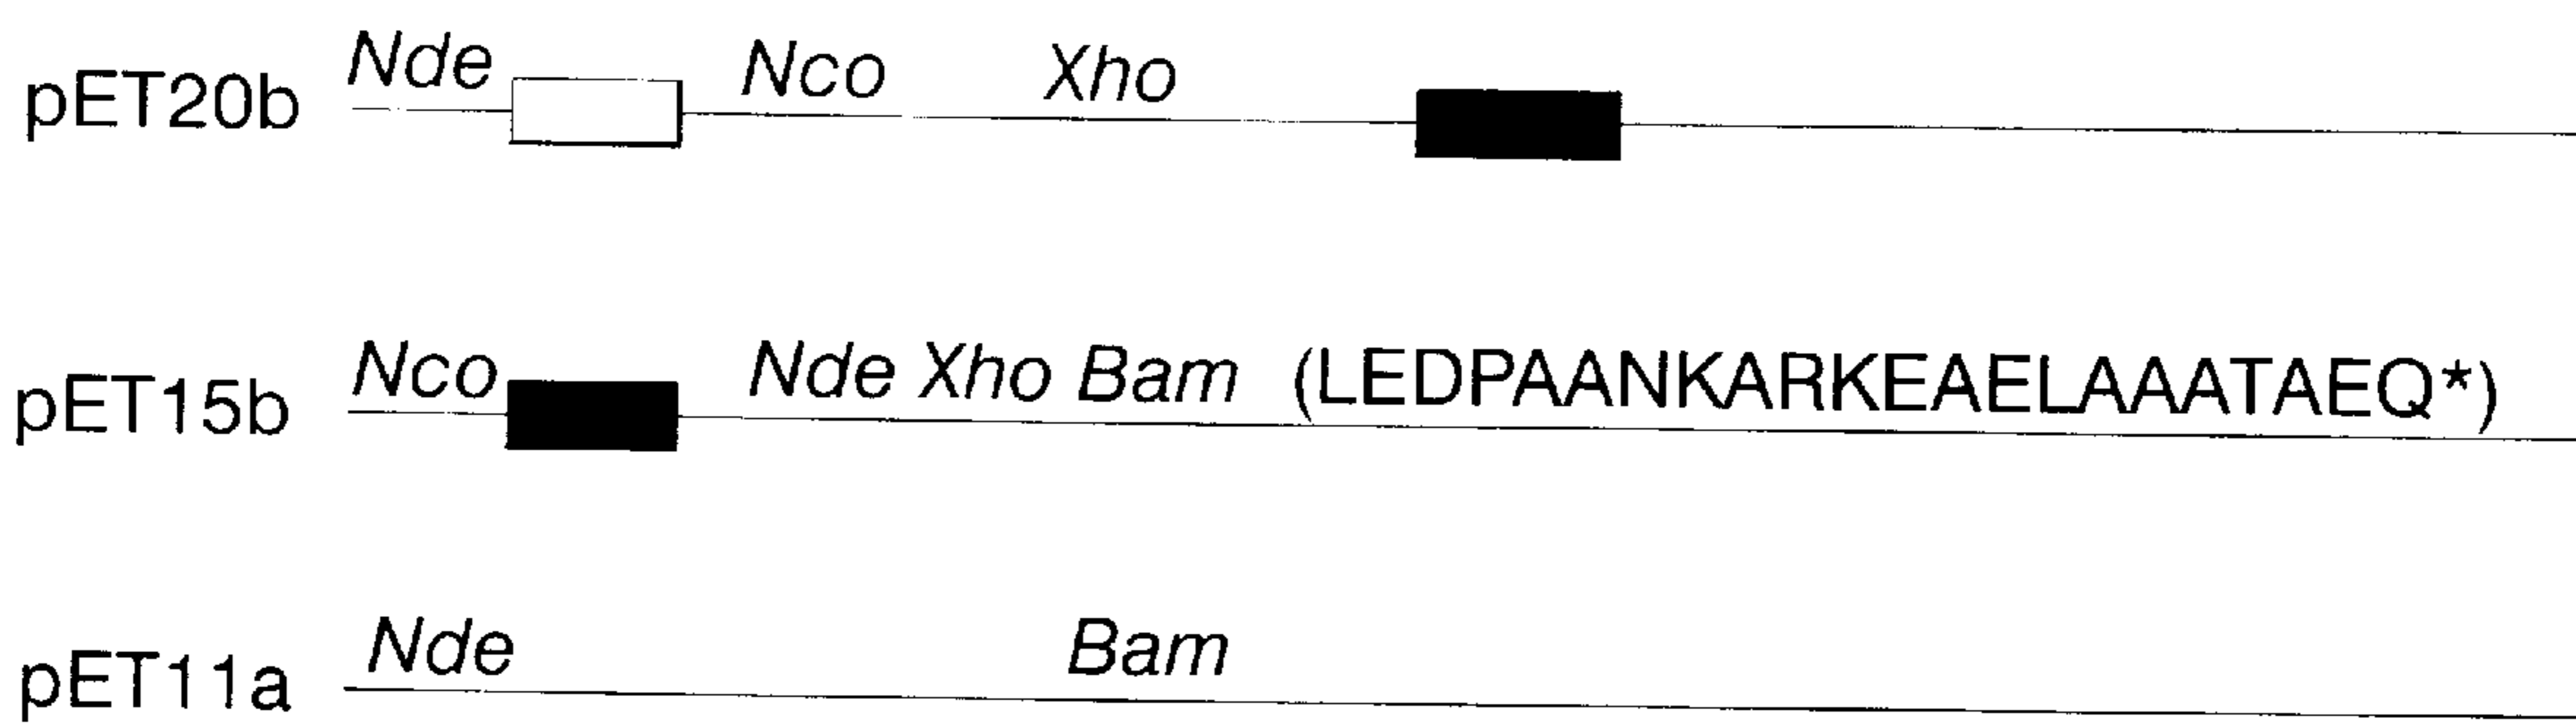 pET20b Nde Nco Xho
pET15b Nco Nde Xho Bam (LEDPAANKARKEAELAAATAEQ*)
pET11a Nde Bam